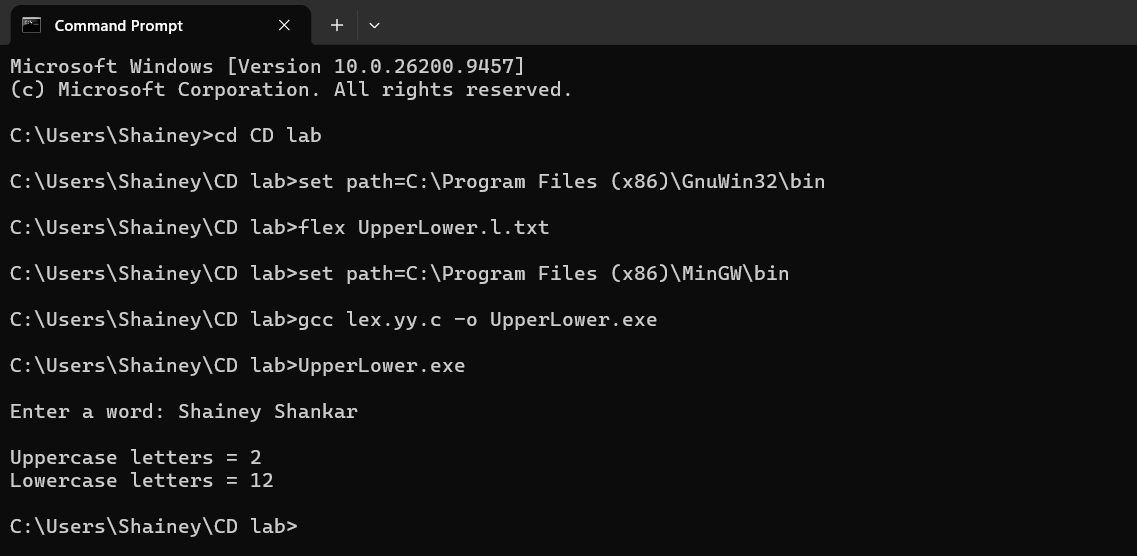 Command Prompt
Microsoft Windows [Version 10.0.26200.9457]
(c) Microsoft Corporation. All rights reserved.
C:\Users\Shainey>cd CD lab
C:\Users\Shainey\CD lab>set path=C:\Program Files (x86)\GnuWin32\bin
C:\Users\Shainey\CD lab>flex UpperLower.l.txt
C:\Users\Shainey\CD lab>set path=C:\Program Files (x86)\MinGW\bin
C:\Users\Shainey\CD lab>gcc lex.yy.c -o UpperLower.exe
C:\Users\Shainey\CD lab>UpperLower.exe
Enter a word: Shainey Shankar
Uppercase letters = 2
Lowercase letters = 12
C:\Users\Shainey\CD lab>